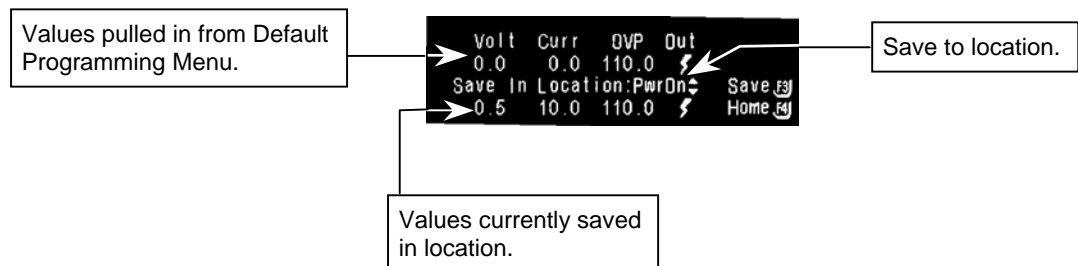 Values pulled in from Default
Programming Menu.
Volt Curr OVP Out
0.0 0.0 110.0
Save In Location:PwrOn Save F3
0.5 10.0 110.0 Home F4
Save to location.
Values currently saved
in location.